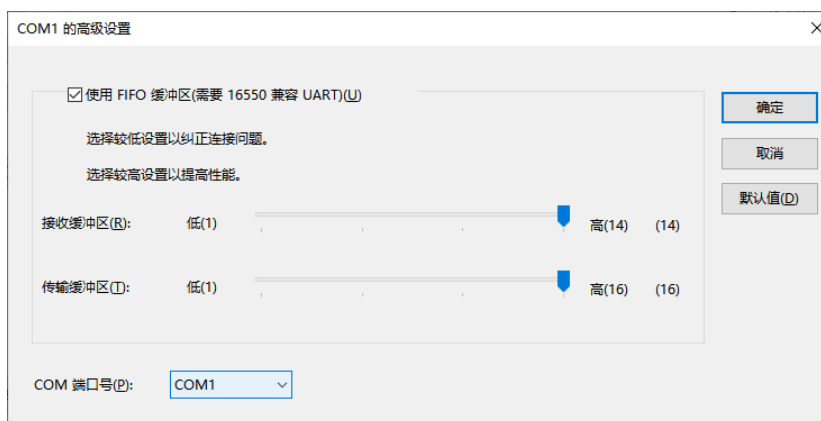 COM1 的高级设置
使用 FIFO 缓冲区(需要 16550 兼容 UART)(U)
确定
选择较低设置以纠正连接问题。
取消
选择较高设置以提高性能。
默认值(D)
接收缓冲区(R): 低(1) 高(14) (14)
传输缓冲区(T): 低(1) 高(16) (16)
COM 端口号(P): COM1